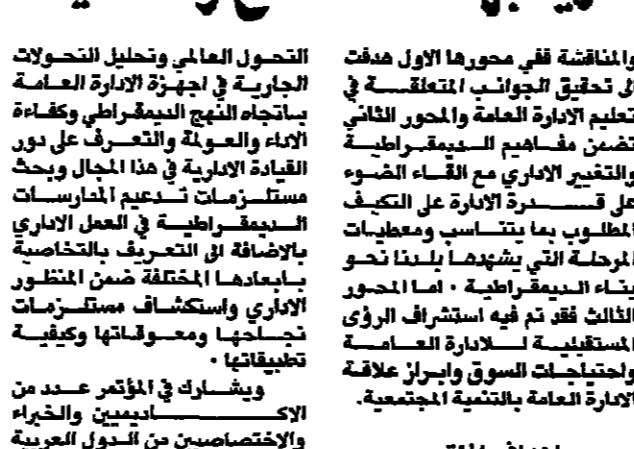 والمناقشة ففي محورها الاول هدفت
الى تحقيق الجوانب المتعلقة في
تعليم الادارة العامة والمحور الثاني
تضمن مفاهيم الديمقراطية
والتغيير الاداري مع القاء الضوء
على قدرة الادارة على التكيف
المطلوب بما يتناسب ومعطيات
المرحلة التي يشهدها بلدنا نحو
بناء الديمقراطية ٠ اما المحور
الثالث فقد تم فيه استشراف الرؤى
المستقبلية للادارة العامة
واحتياجات السوق وابراز علاقة
الادارة العامة بالتنمية المجتمعية.
التحول العالمي وتحليل التحولات
الجارية في اجهزة الادارة العامة
باتجاه النهج الديمقراطي وكفاءة
الاداء والعولمة والتعرف على دور
القيادة الادارية في هذا المجال وبحث
مستلزمات تدعيم المدارسات
الديمقراطية في العمل الاداري
بالاضافة الى التعريف بالتخاصية
بابعادها المختلفة ضمن المنظور
الاداري واستكشاف مستلزمات
نجاحها ومعوقاتها وكيفية
تطبيقاتها ٠
ويشارك في المؤتمر عدد من
الاكاديميين والخبراء
والاختصاصيين من الدول العربية